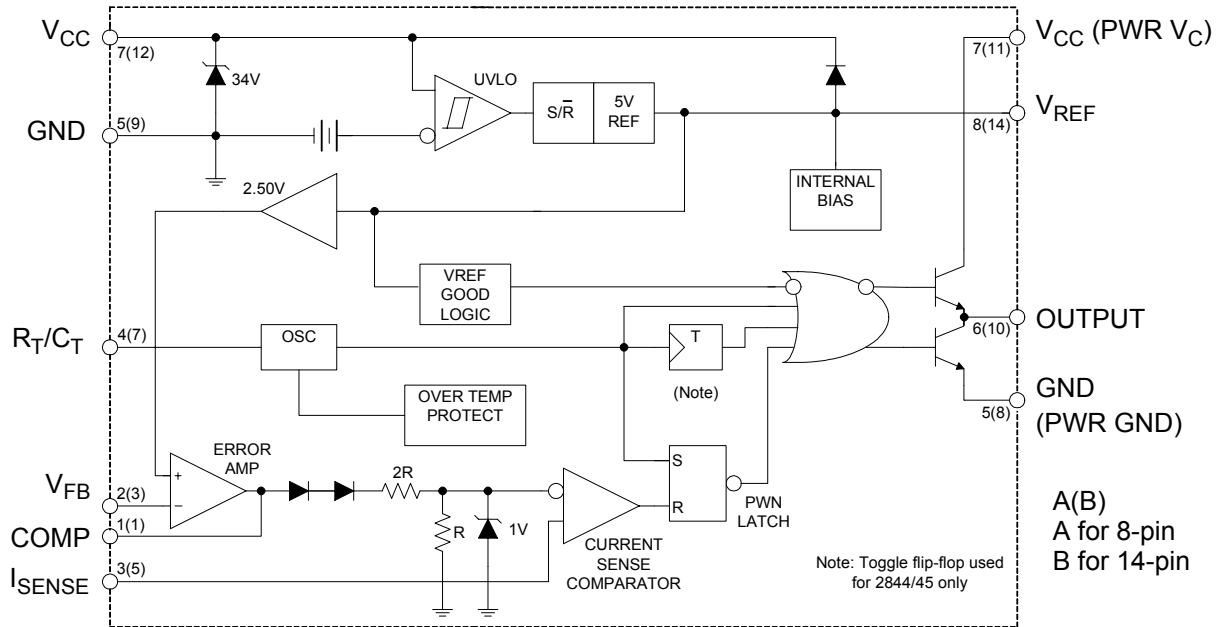 VCC
7(12)
34V
UVLO
S/R̅
5V
REF
VCC (PWR VC)
7(11)
GND
5(9)
VREF
8(14)
2.50V
INTERNAL
BIAS
VREF
GOOD
LOGIC
RT/CT
4(7)
OSC
T
(Note)
OUTPUT
6(10)
OVER TEMP
PROTECT
GND
(PWR GND)
5(8)
ERROR
AMP
+
−
VFB
2(3)
COMP
1(1)
ISENSE
3(5)
2R
R
1V
CURRENT
SENSE
COMPARATOR
S
R
PWN
LATCH
Note: Toggle flip-flop used
for 2844/45 only
A(B)
A for 8-pin
B for 14-pin